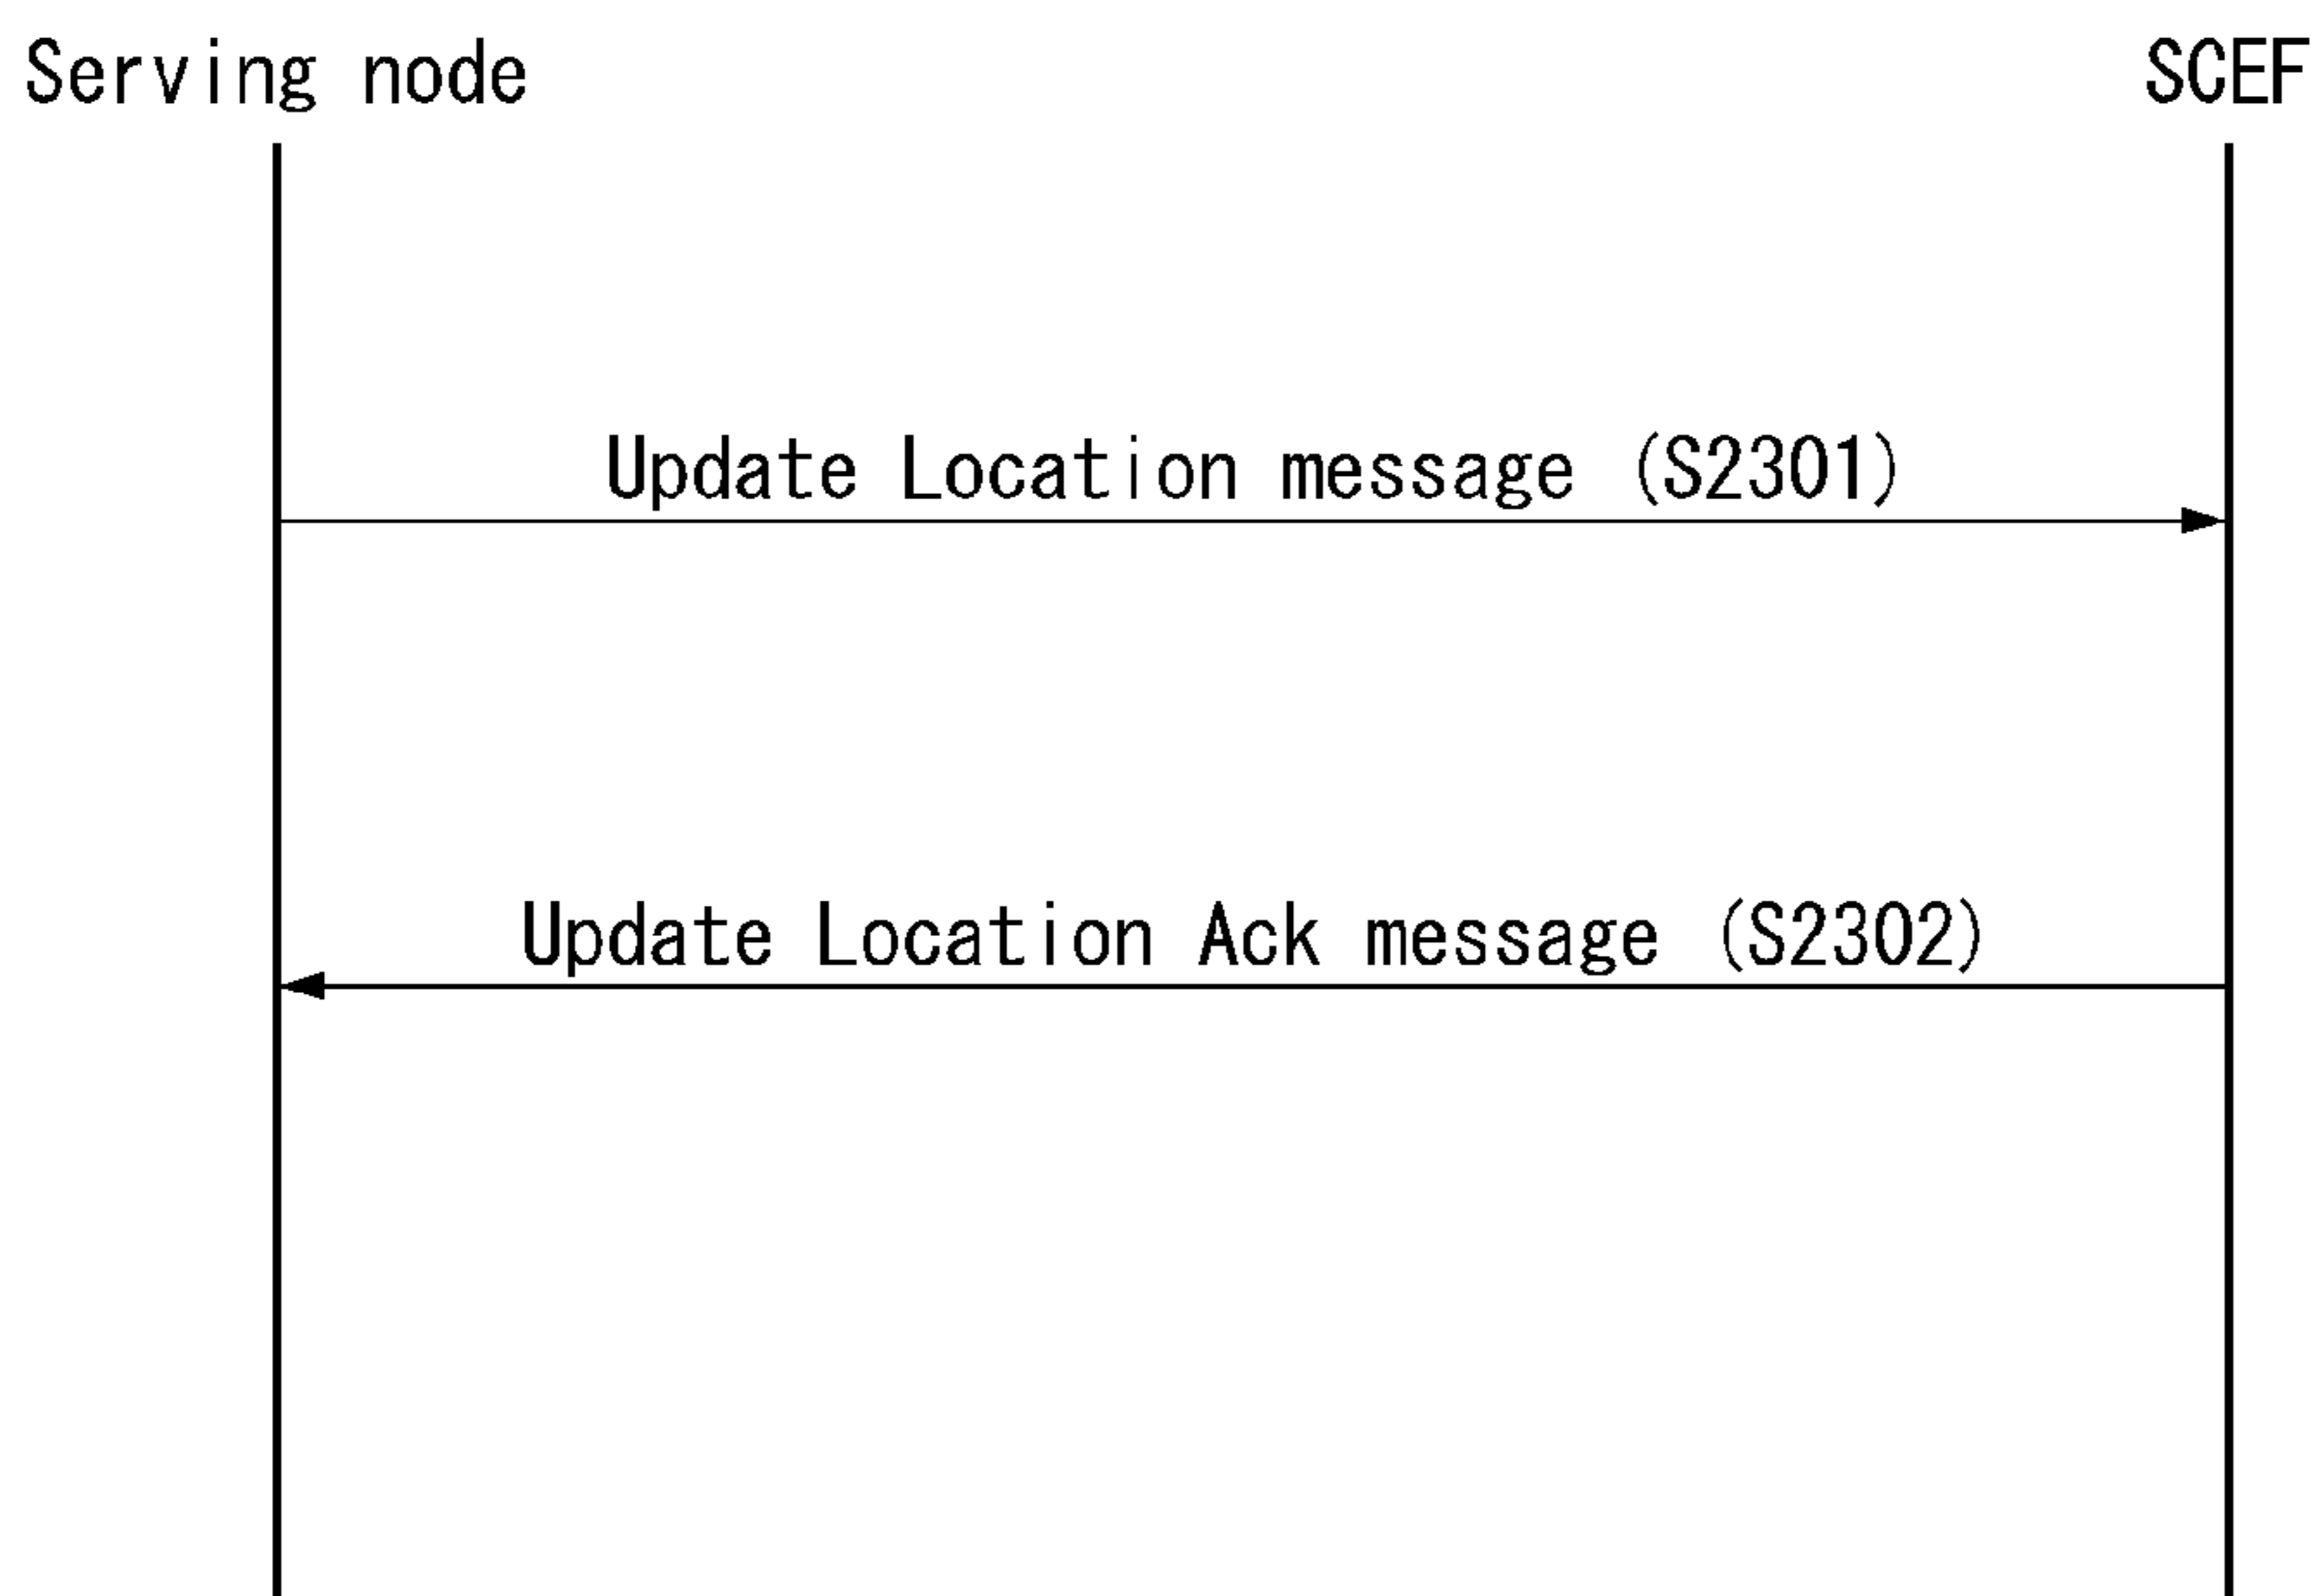 Serving node
SCEF
Update Location message (S2301)
Update Location Ack message (S2302)